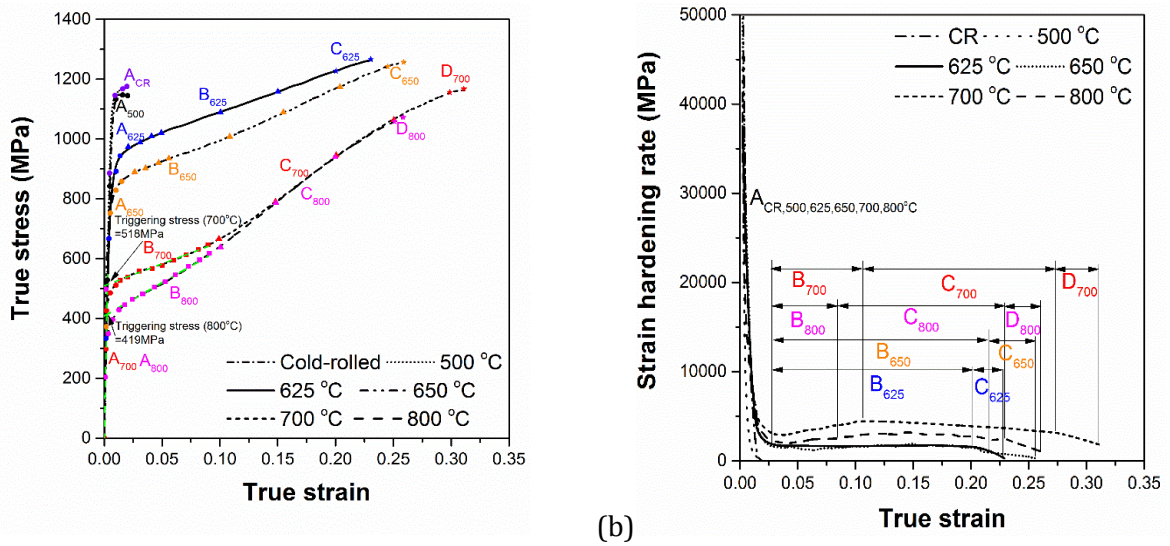 1400
1200
1000
800
600
400
200
0
0.00 0.05 0.10 0.15 0.20 0.25 0.30 0.35
True stress (MPa)
True strain
A_CR
A_500
A_625
B_625
C_625
A_650
B_650
C_650
D_700
D_800
C_700
C_800
Triggering stress (700°C)
=518MPa
B_700
B_800
Triggering stress (800°C)
=419MPa
A_700 A_800
Cold-rolled 500 °C
625 °C 650 °C
700 °C 800 °C
(b)
50000
40000
30000
20000
10000
0
0.00 0.05 0.10 0.15 0.20 0.25 0.30 0.35
Strain hardening rate (MPa)
True strain
CR 500 °C
625 °C 650 °C
700 °C 800 °C
A_CR,500,625,650,700,800°C
B_700 C_700 D_700
B_800 C_800 D_800
B_650 C_650
B_625 C_625